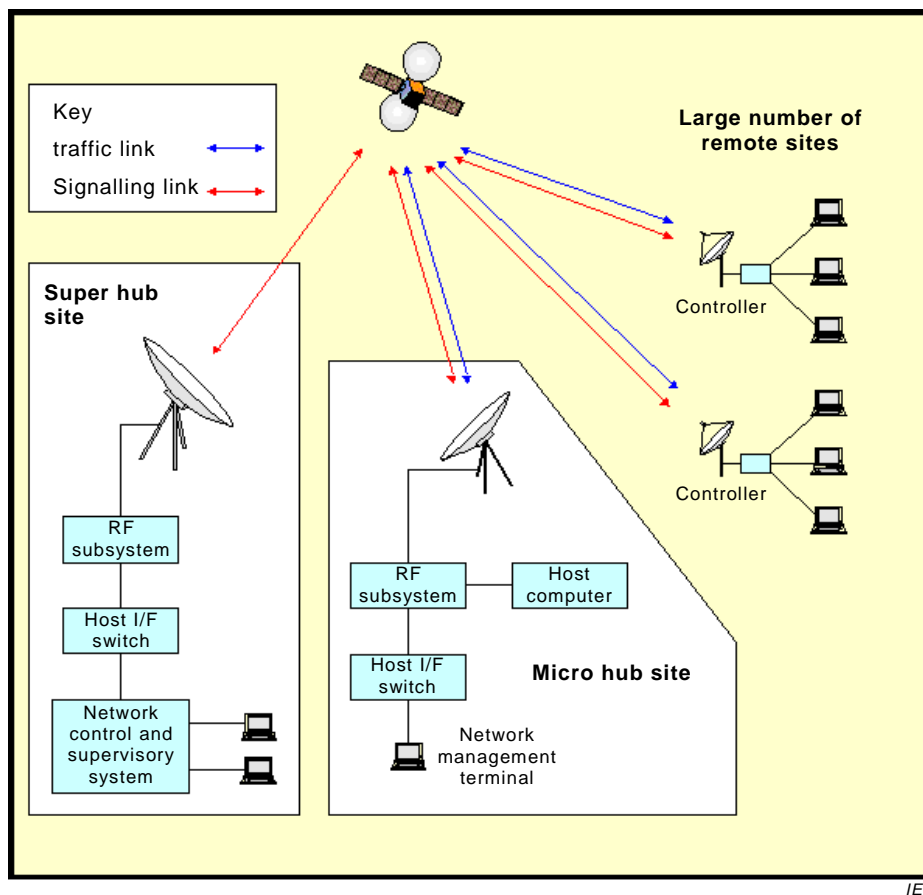 Key
traffic link
Signalling link
Large number of
remote sites
Controller
Controller
Super hub
site
RF
subsystem
Host I/F
switch
Network
control and
supervisory
system
RF
subsystem
Host
computer
Host I/F
switch
Micro hub site
Network
management
terminal